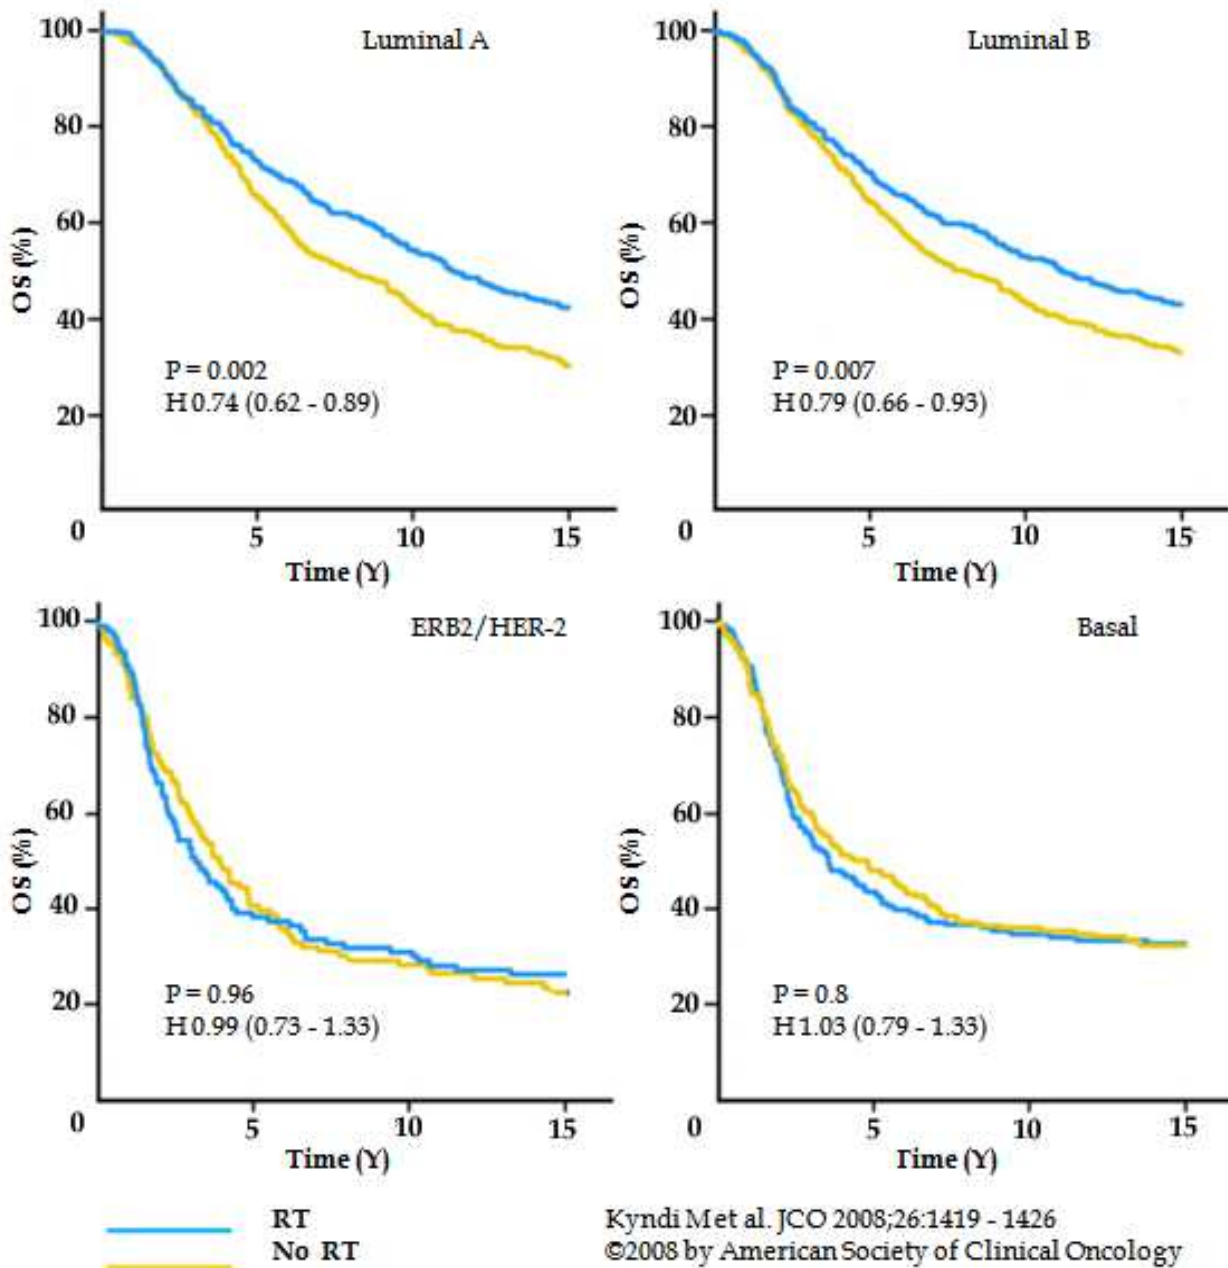 Luminal A
100
80
60
40
20
0
OS (%)
P = 0.002
H 0.74 (0.62 - 0.89)
5
10
15
Time (Y)
Luminal B
100
80
60
40
20
0
OS (%)
P = 0.007
H 0.79 (0.66 - 0.93)
5
10
15
Time (Y)
ERB2/HER-2
100
80
60
40
20
0
OS (%)
P = 0.96
H 0.99 (0.73 - 1.33)
5
10
15
Time (Y)
Basal
100
80
60
40
20
0
OS (%)
P = 0.8
H 1.03 (0.79 - 1.33)
5
10
15
Time (Y)
RT
No RT
Kyndi M et al. JCO 2008;26:1419 - 1426
©2008 by American Society of Clinical Oncology